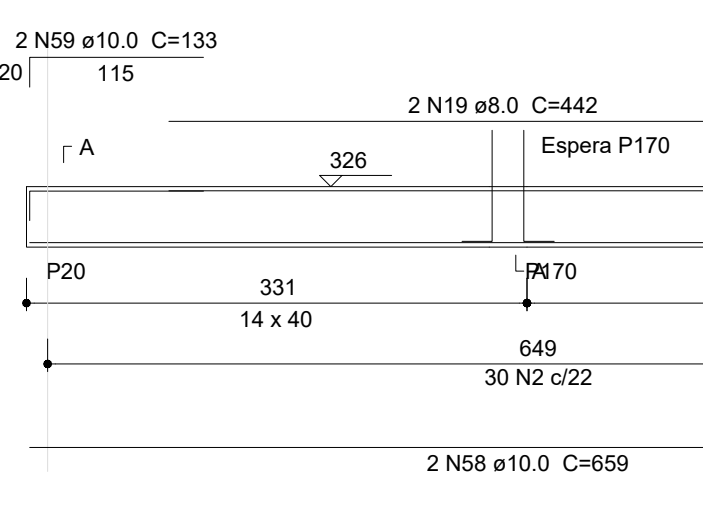 2 N59 ø10.0 C=133
20
115
2 N19 ø8.0 C=442
A
326
Espera P170
P20
A
P170
331
14 x 40
649
30 N2 c/22
2 N58 ø10.0 C=659